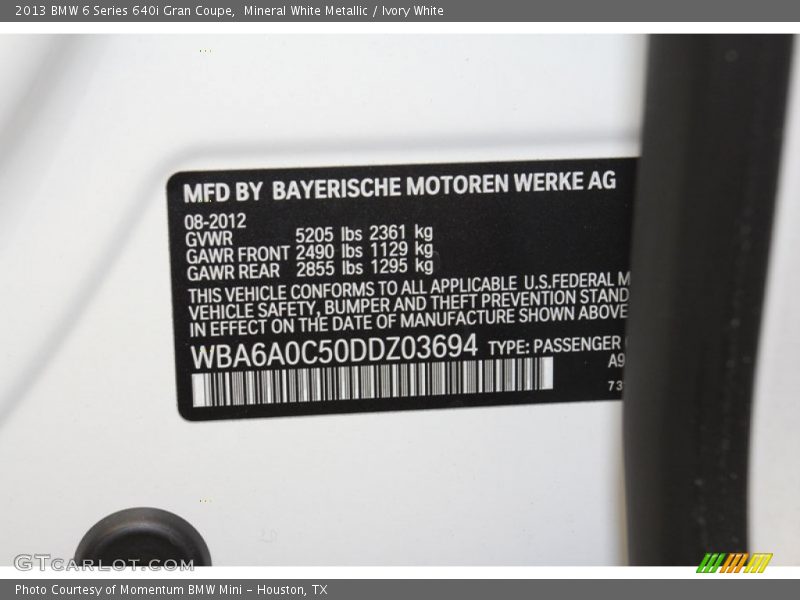 2013 BMW 6 Series 640i Gran Coupe, Mineral White Metallic / Ivory White
MFD BY BAYERISCHE MOTOREN WERKE AG
08-2012
GVWR 5205 lbs 2361 kg
GAWR FRONT 2490 lbs 1129 kg
GAWR REAR 2855 lbs 1295 kg
THIS VEHICLE CONFORMS TO ALL APPLICABLE U.S.FEDERAL M
VEHICLE SAFETY, BUMPER AND THEFT PREVENTION STAND
IN EFFECT ON THE DATE OF MANUFACTURE SHOWN ABOVE
WBA6A0C50DDZ03694 TYPE: PASSENGER
A9
73
GTCARLOT.COM
Photo Courtesy of Momentum BMW Mini - Houston, TX